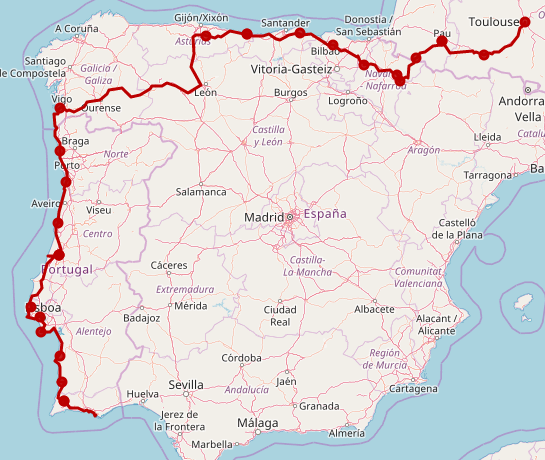 A Coruña
Gijón/Xixón
Santander
Donostia /
San Sebastián
Toulouse
Asturias
Bilbao
Pau
Santiago
de Compostela
Galicia /
Galiza
Vitoria-Gasteiz
Navarra
Nafarroa
Andorra
Vella
Vigo
Ourense
León
Burgos
Logroño
Castilla
y León
Lleida
Catalu
Braga
Norte
Porto
Aragón
Tarragona
Ba
Salamanca
Aveiro
Viseu
Madrid
España
Castelló
de la Plana
Centro
Portugal
Cáceres
Castilla-
La Mancha
Comunitat
Valenciana
Extremadura
Mérida
Lisboa
Badajoz
Ciudad
Real
Albacete
Alentejo
Alacant /
Alicante
Córdoba
Región
de Murcia
Jaén
Cartagena
Huelva
Sevilla
Andalucía
Granada
Jerez de
la Frontera
Málaga
Almería
Marbella